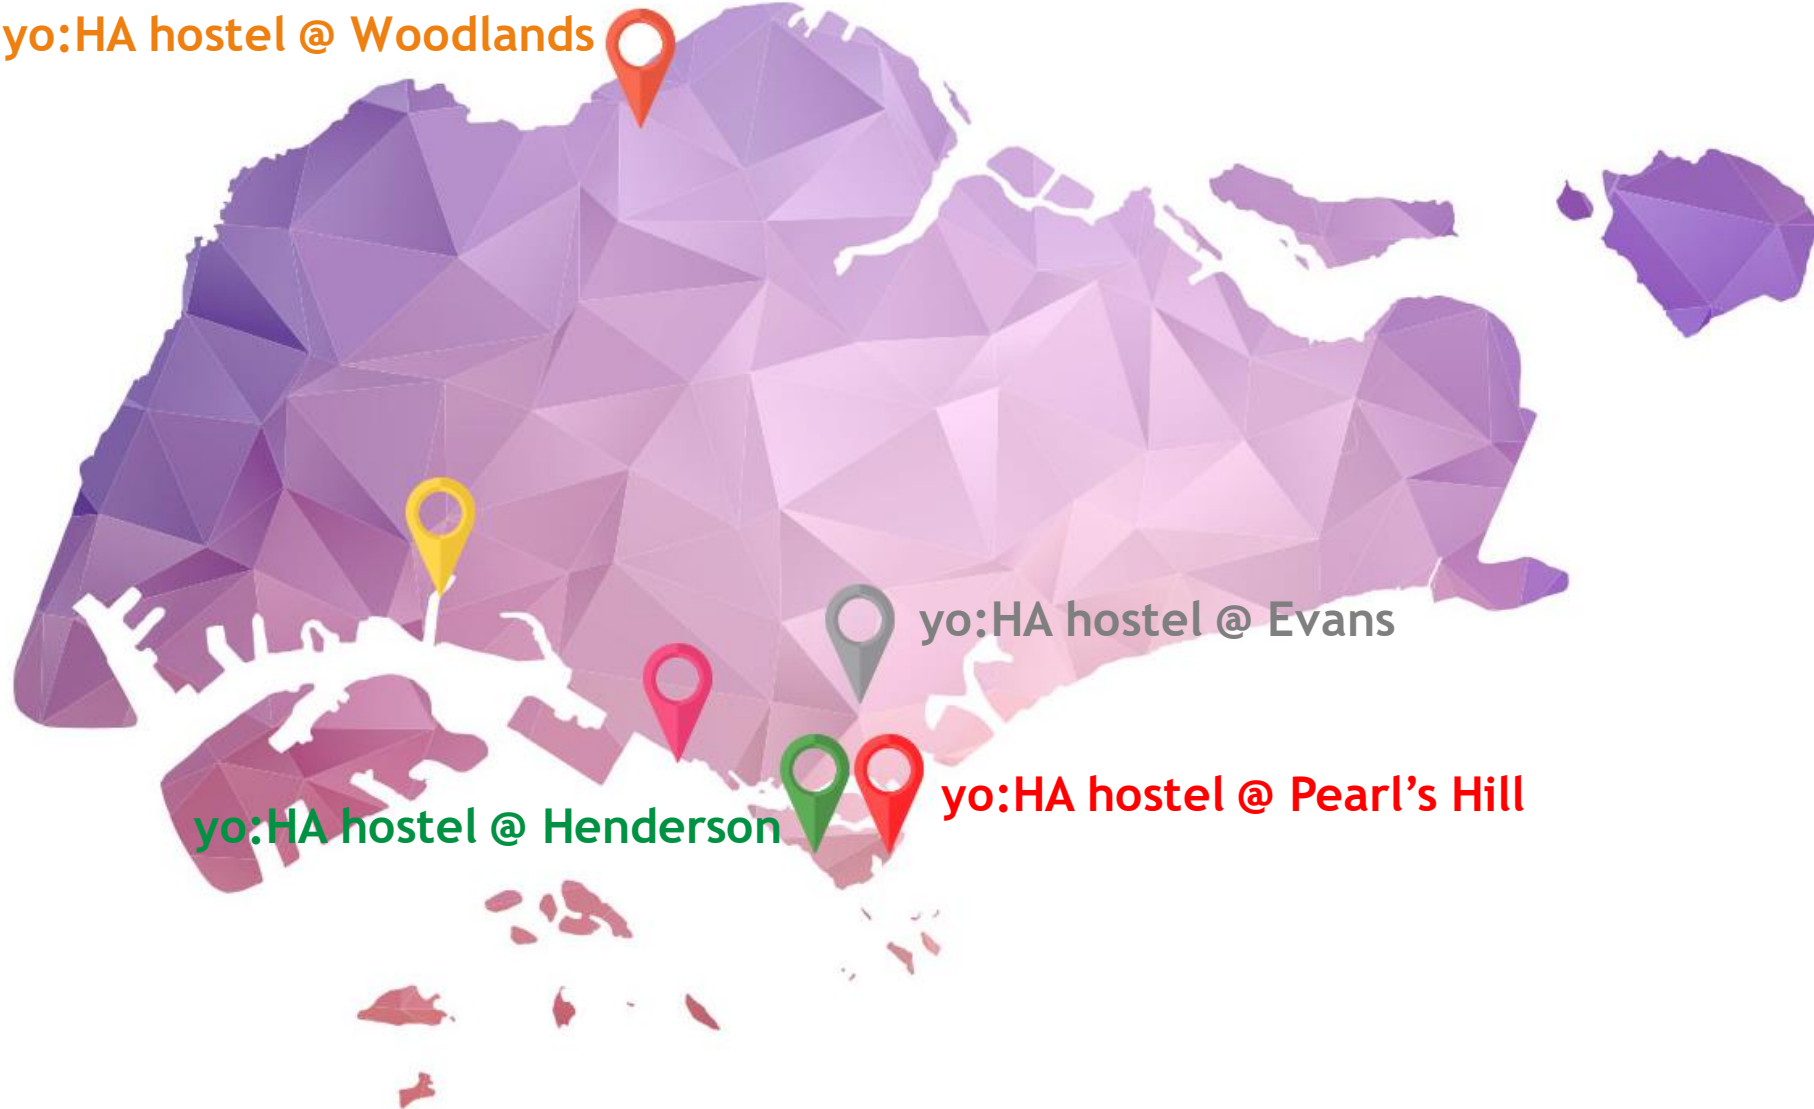 yo:HA hostel @ Woodlands
yo:HA hostel @ Evans
yo:HA hostel @ Pearl’s Hill
yo:HA hostel @ Henderson